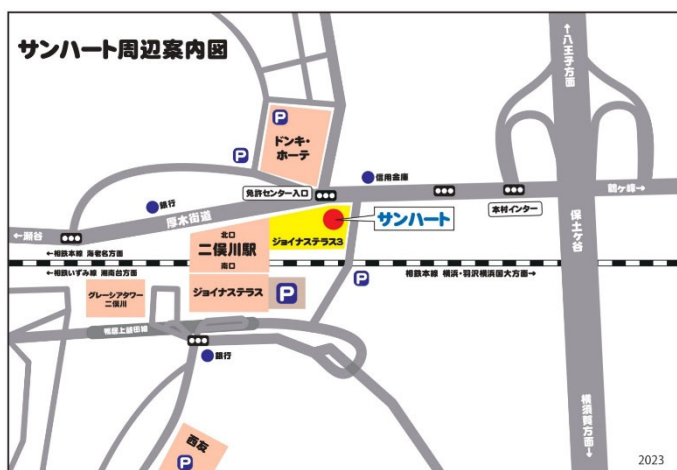 サンハート周辺案内図
↑八王子方面
P
ドンキ・
ホーテ
P
信用金庫
免許センター入口
鶴ヶ峰→
銀行
厚木街道
サンハート
本村インター
←瀬谷
北口
二俣川駅
南口
ジョイナステラス3
保土ヶ谷
←相鉄本線 海老名方面
←相鉄いずみ線 湘南台方面
相鉄本線 横浜・羽沢横浜国大方面→
P
グレーシアタワー
二俣川
ジョイナステラス
P
銀行
横須賀方面↓
西友
P
2023